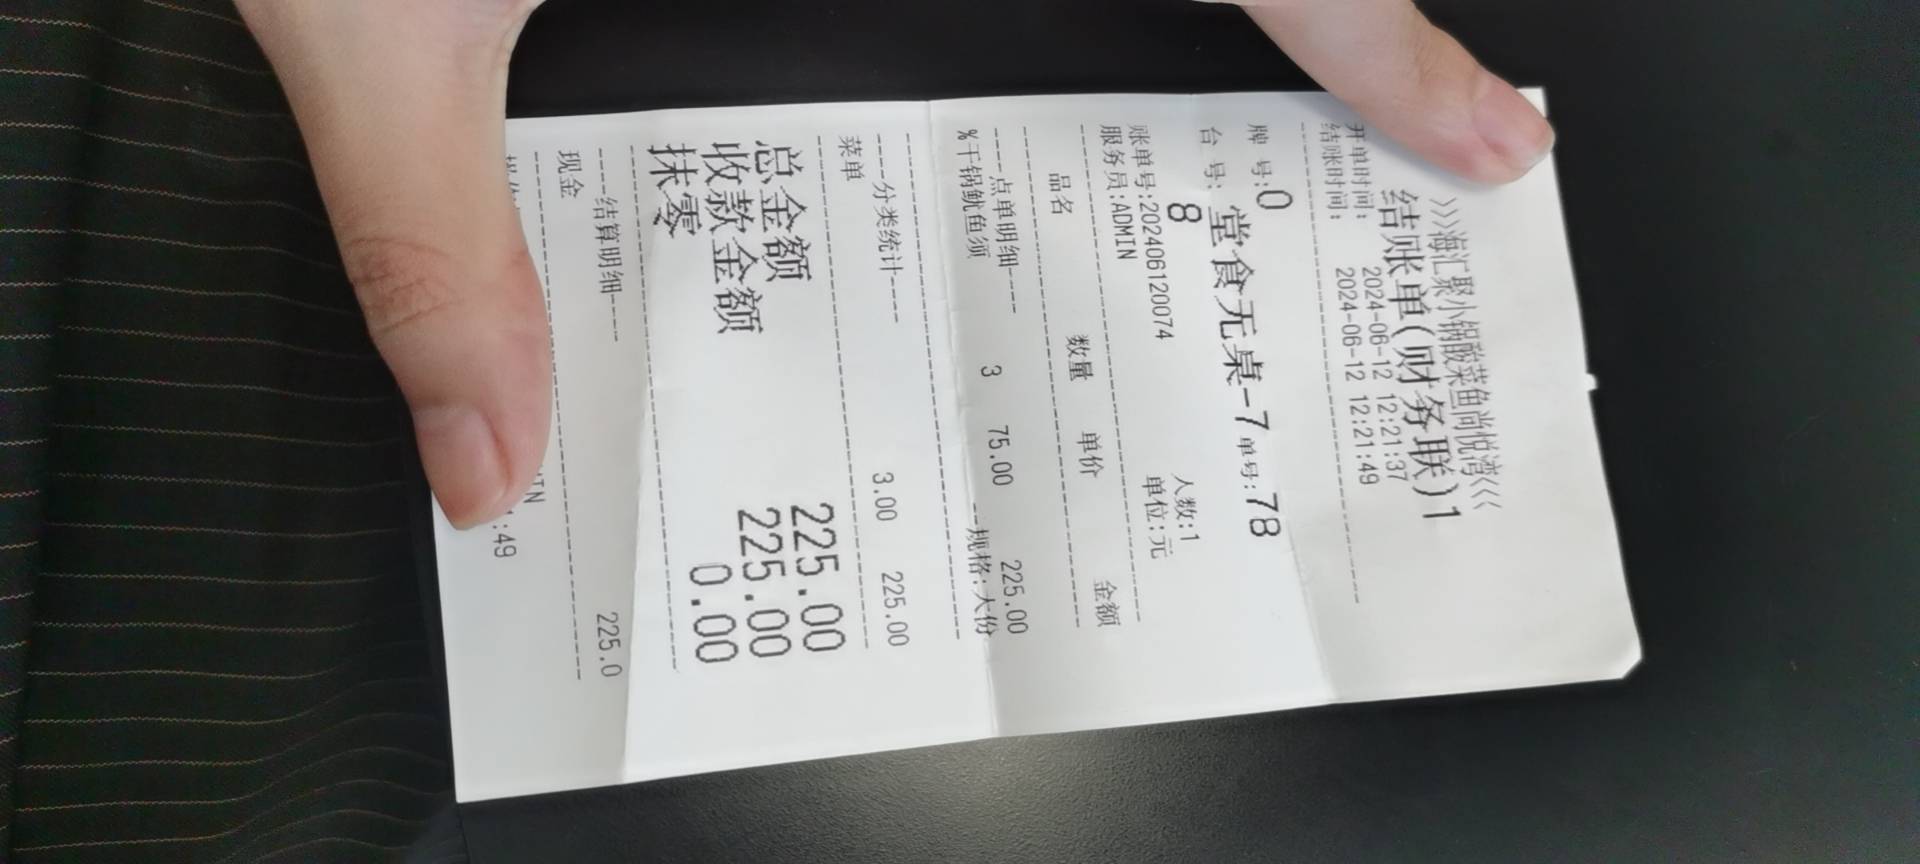 >>>海汇聚小锅酸菜鱼尚悦湾<<<
结账单(财务联)1
开单时间: 2024-06-12 12:21:37
结账时间: 2024-06-12 12:21:49
牌 号:0
台 号: 堂食无桌-7 单号:78
8
人数:1
账单号:202406120074 单位:元
服务员:ADMIN
品名 数量 单价 金额
----点单明细----
%干锅鱿鱼须 3 75.00 225.00
--规格:大份
----分类统计----
菜单 3.00 225.00
总金额 225.00
收款金额 225.00
抹零 0.00
----结算明细----
现金 225.0
:49